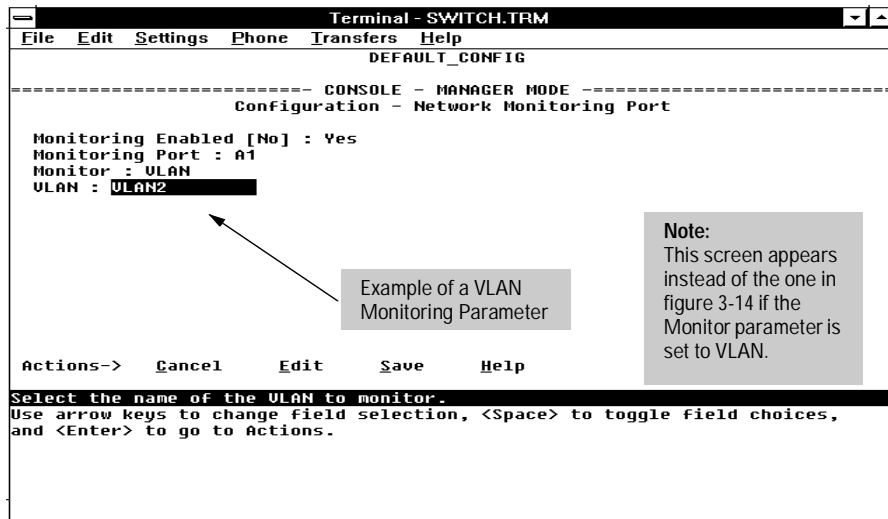 Terminal - SWITCH.TRM
File Edit Settings Phone Transfers Help
DEFAULT_CONFIG
==========================- CONSOLE - MANAGER MODE -===========================
Configuration - Network Monitoring Port
Monitoring Enabled [No] : Yes
Monitoring Port : A1
Monitor : VLAN
VLAN : VLAN2
Example of a VLAN
Monitoring Parameter
Note:
This screen appears
instead of the one in
figure 3-14 if the
Monitor parameter is
set to VLAN.
Actions-> Cancel Edit Save Help
Select the name of the VLAN to monitor.
Use arrow keys to change field selection, <Space> to toggle field choices,
and <Enter> to go to Actions.